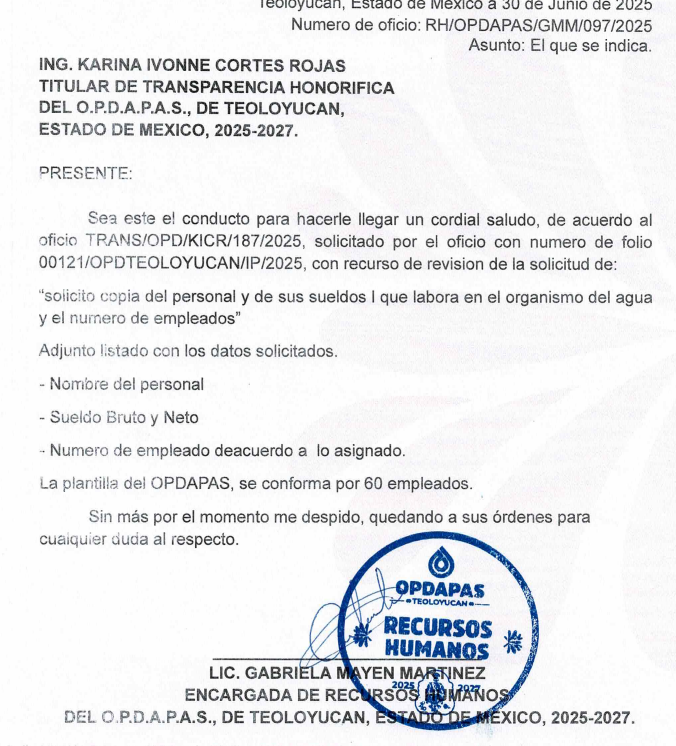 Teoloyucan, Estado de México a 30 de Junio de 2025
Numero de oficio: RH/OPDAPAS/GMM/097/2025
Asunto: El que se indica.
ING. KARINA IVONNE CORTES ROJAS
TITULAR DE TRANSPARENCIA HONORIFICA
DEL O.P.D.A.P.A.S., DE TEOLOYUCAN,
ESTADO DE MEXICO, 2025-2027.
PRESENTE:
Sea este el conducto para hacerle llegar un cordial saludo, de acuerdo al
oficio TRANS/OPD/KICR/187/2025, solicitado por el oficio con numero de folio
00121/OPDTEOLOYUCAN/IP/2025, con recurso de revision de la solicitud de:
“solicito copia del personal y de sus sueldos l que labora en el organismo del agua
y el numero de empleados”
Adjunto listado con los datos solicitados.
- Nombre del personal
- Sueldo Bruto y Neto
- Numero de empleado deacuerdo a lo asignado.
La plantilla del OPDAPAS, se conforma por 60 empleados.
Sin más por el momento me despido, quedando a sus órdenes para
cualquier duda al respecto.
OPDAPAS
TEOLOYUCAN
RECURSOS
HUMANOS
2025 2027
LIC. GABRIELA MAYEN MARTINEZ
ENCARGADA DE RECURSOS HUMANOS
DEL O.P.D.A.P.A.S., DE TEOLOYUCAN, ESTADO DE MÉXICO, 2025-2027.